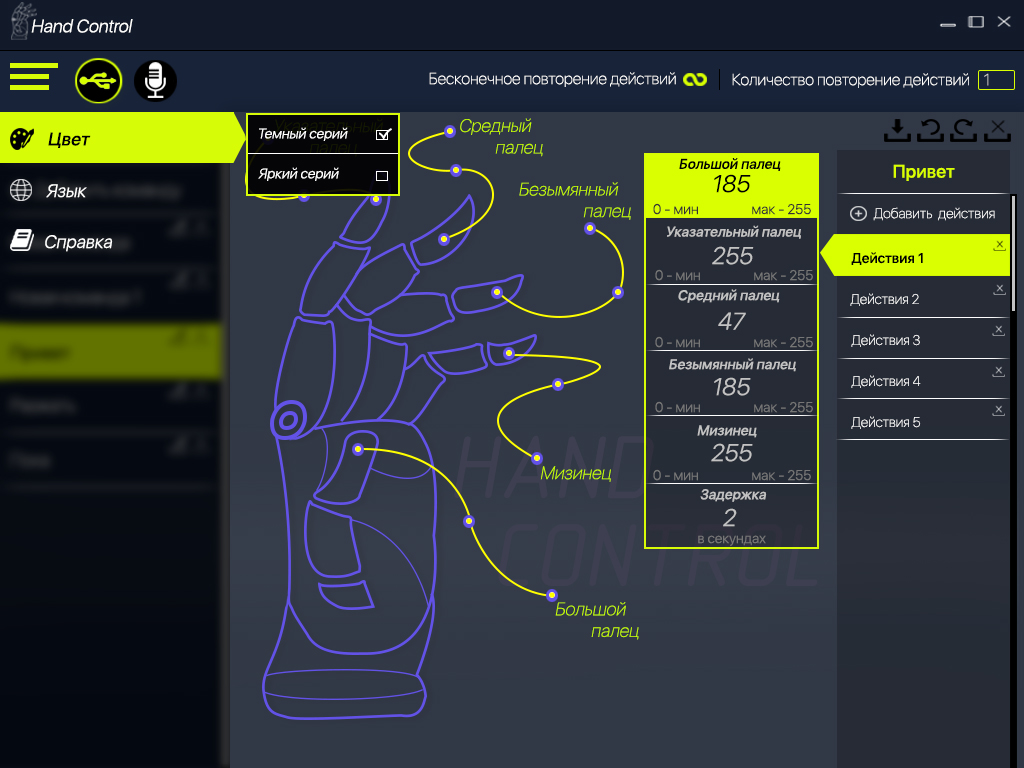 Hand Control
Бесконечное повторение действий
Количество повторение действий 1
Цвет
Язык
Справка
Темный серий
Яркий серий
Средный
палец
Безымянный
палец
Мизинец
Большой
палец
HAND
CONTROL
Большой палец
185
0 - мин мак - 255
Указательный палец
255
0 - мин мак - 255
Средний палец
47
0 - мин мак - 255
Безымянный палец
185
0 - мин мак - 255
Мизинец
255
0 - мин мак - 255
Задержка
2
в секундах
Привет
Добавить действия
Действия 1
Действия 2
Действия 3
Действия 4
Действия 5